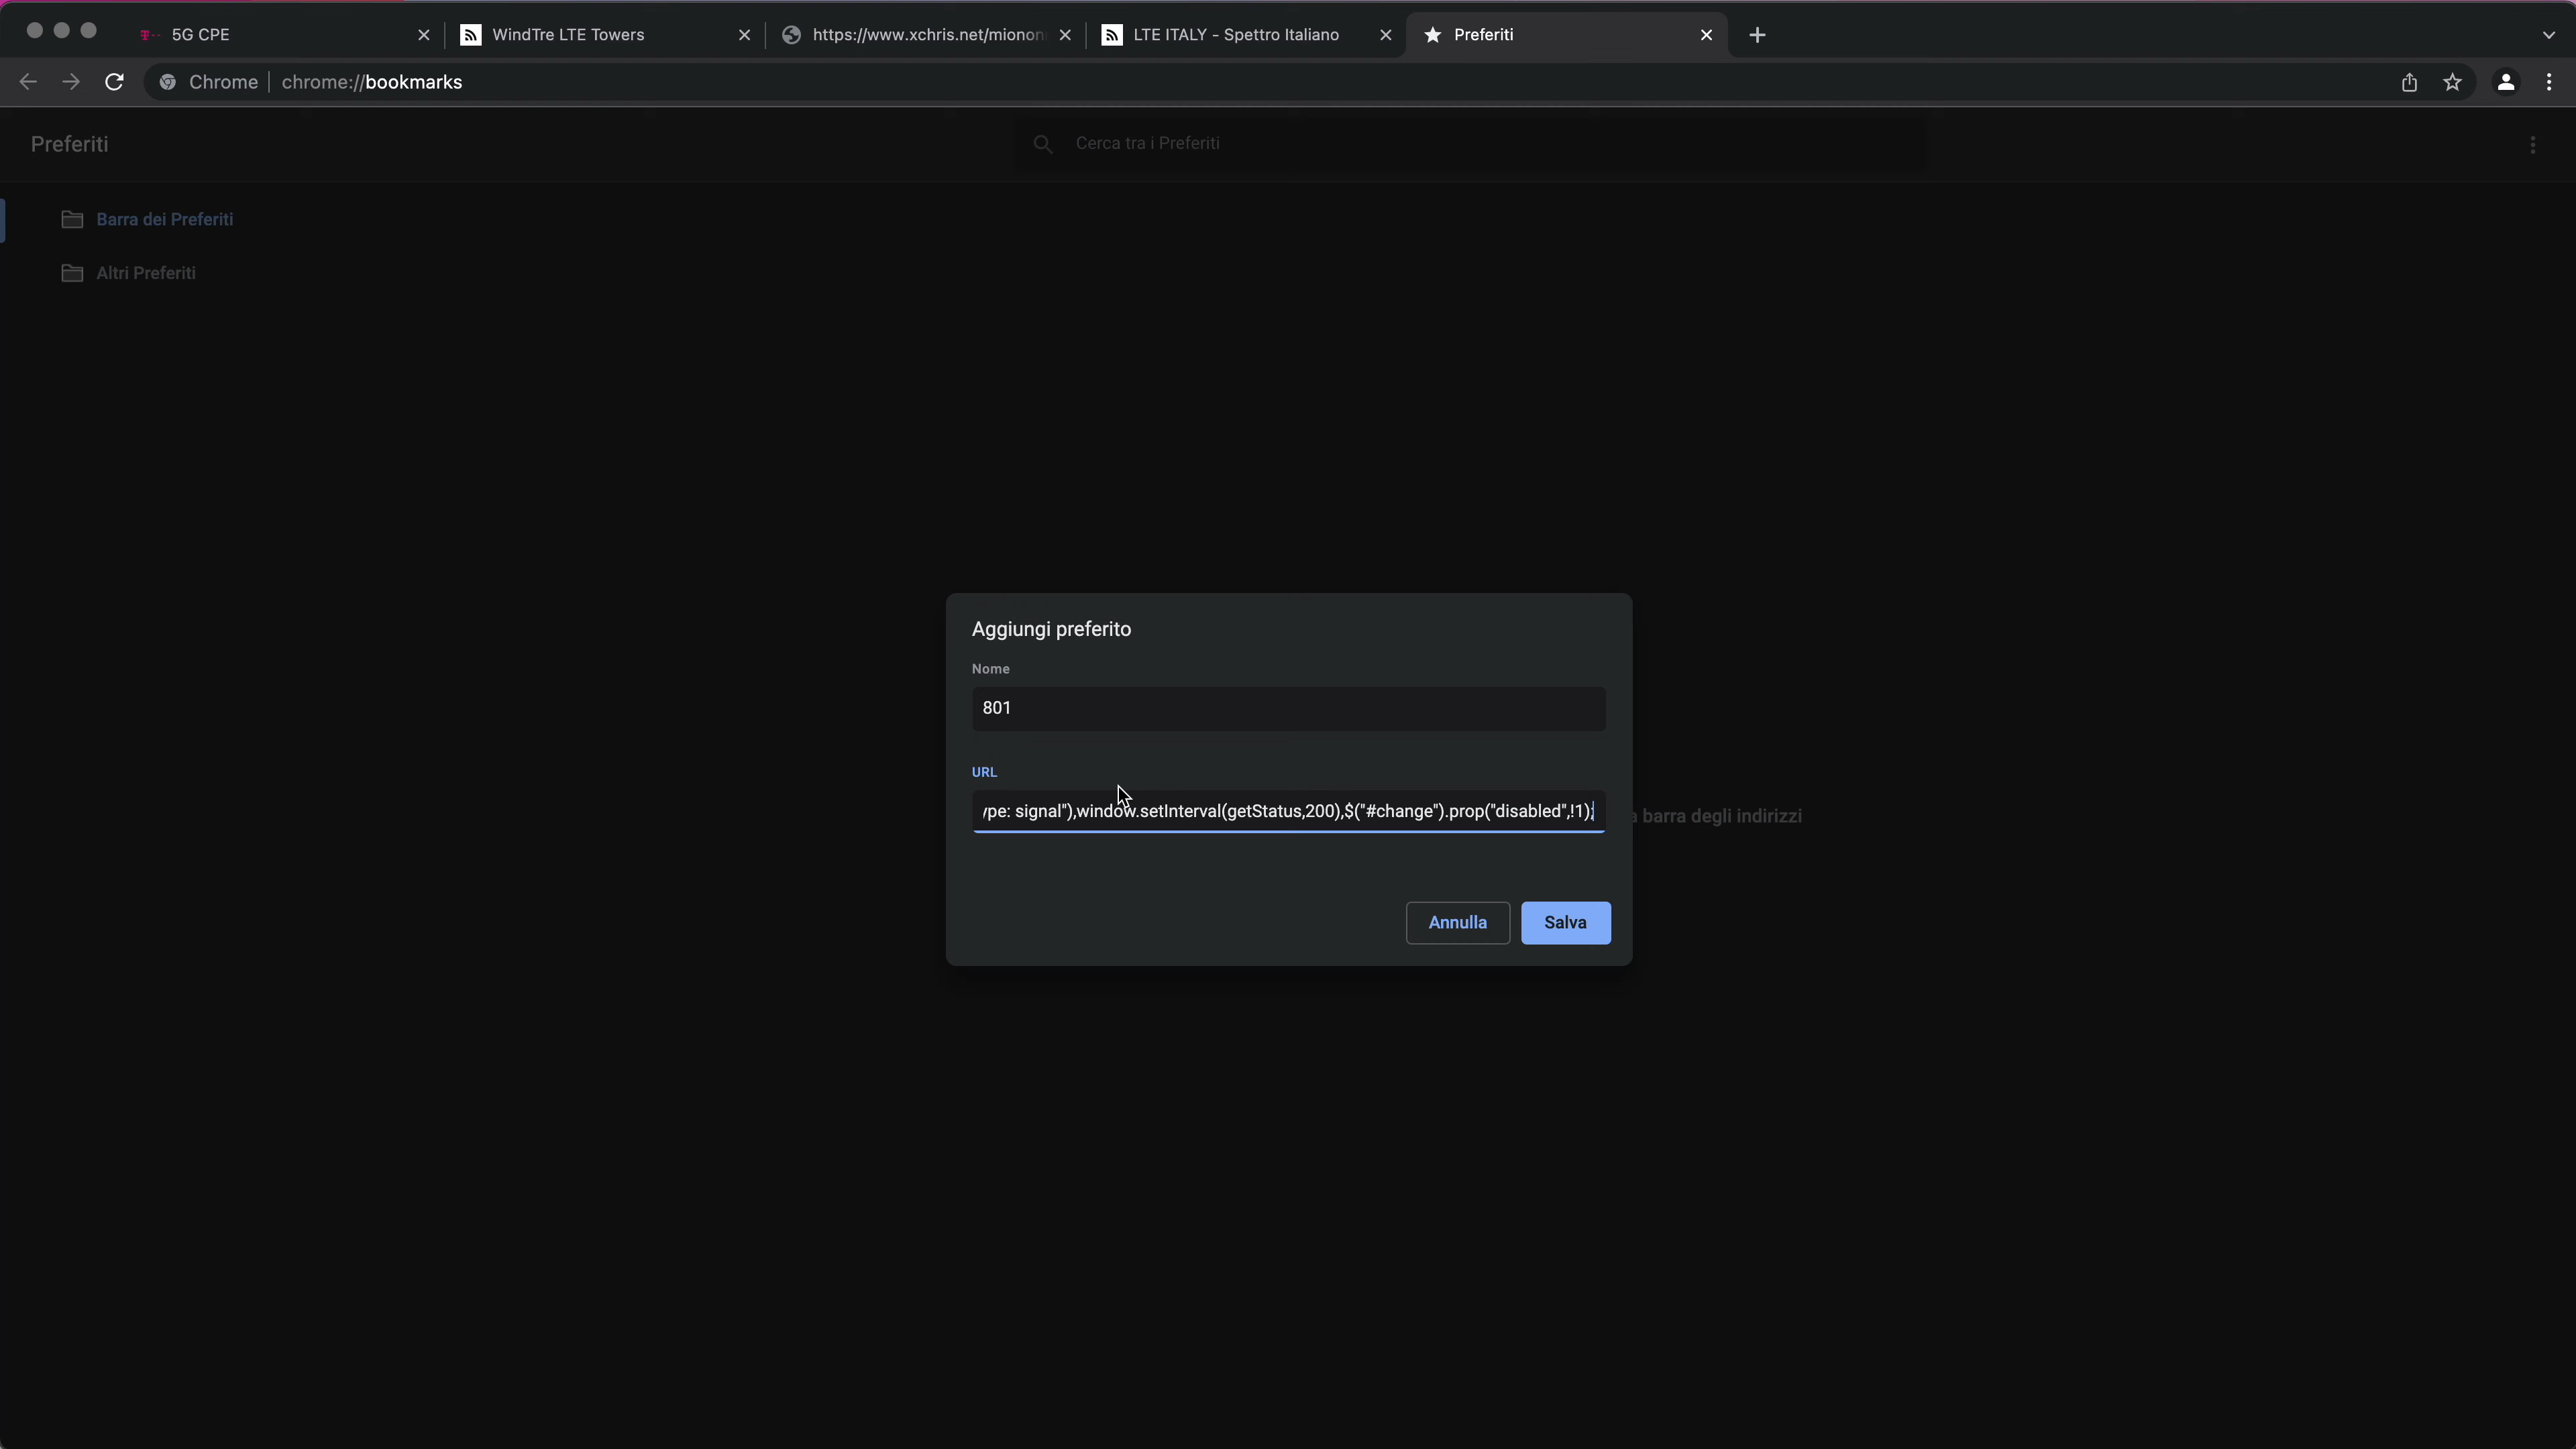 5G CPE
WindTre LTE Towers
https://www.xchris.net/mionon
LTE ITALY - Spettro Italiano
Preferiti
Chrome
chrome://bookmarks
Preferiti
Cerca tra i Preferiti
Barra dei Preferiti
Altri Preferiti
Aggiungi preferito
Nome
801
URL
ype: signal"),window.setInterval(getStatus,200),$("#change").prop("disabled",!1);
a barra degli indirizzi
Annulla
Salva